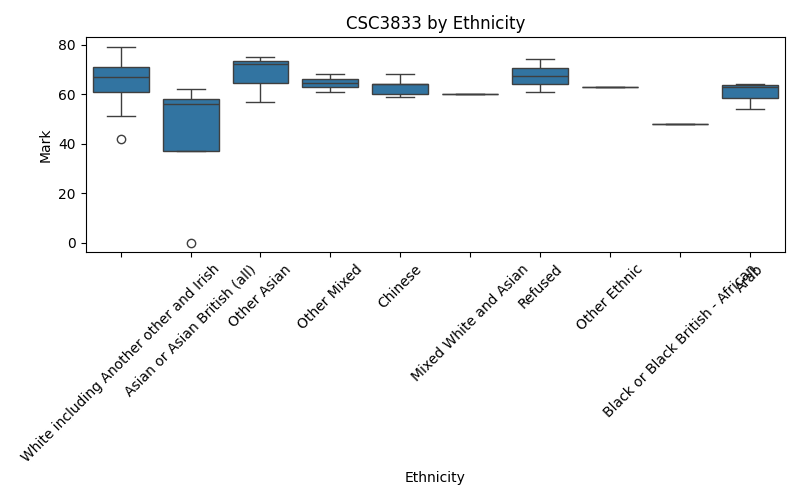 CSC3833 by Ethnicity
80
60
40
20
0
Mark
White including Another other and Irish
Asian or Asian British (all)
Other Asian
Other Mixed
Chinese
Mixed White and Asian
Refused
Other Ethnic
Black or Black British - African
Arab
Ethnicity